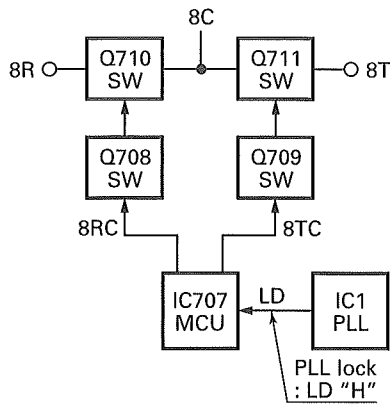 8C
8R
Q710
SW
Q711
SW
8T
Q708
SW
Q709
SW
8RC
8TC
IC707
MCU
LD
IC1
PLL
PLL lock
: LD "H"